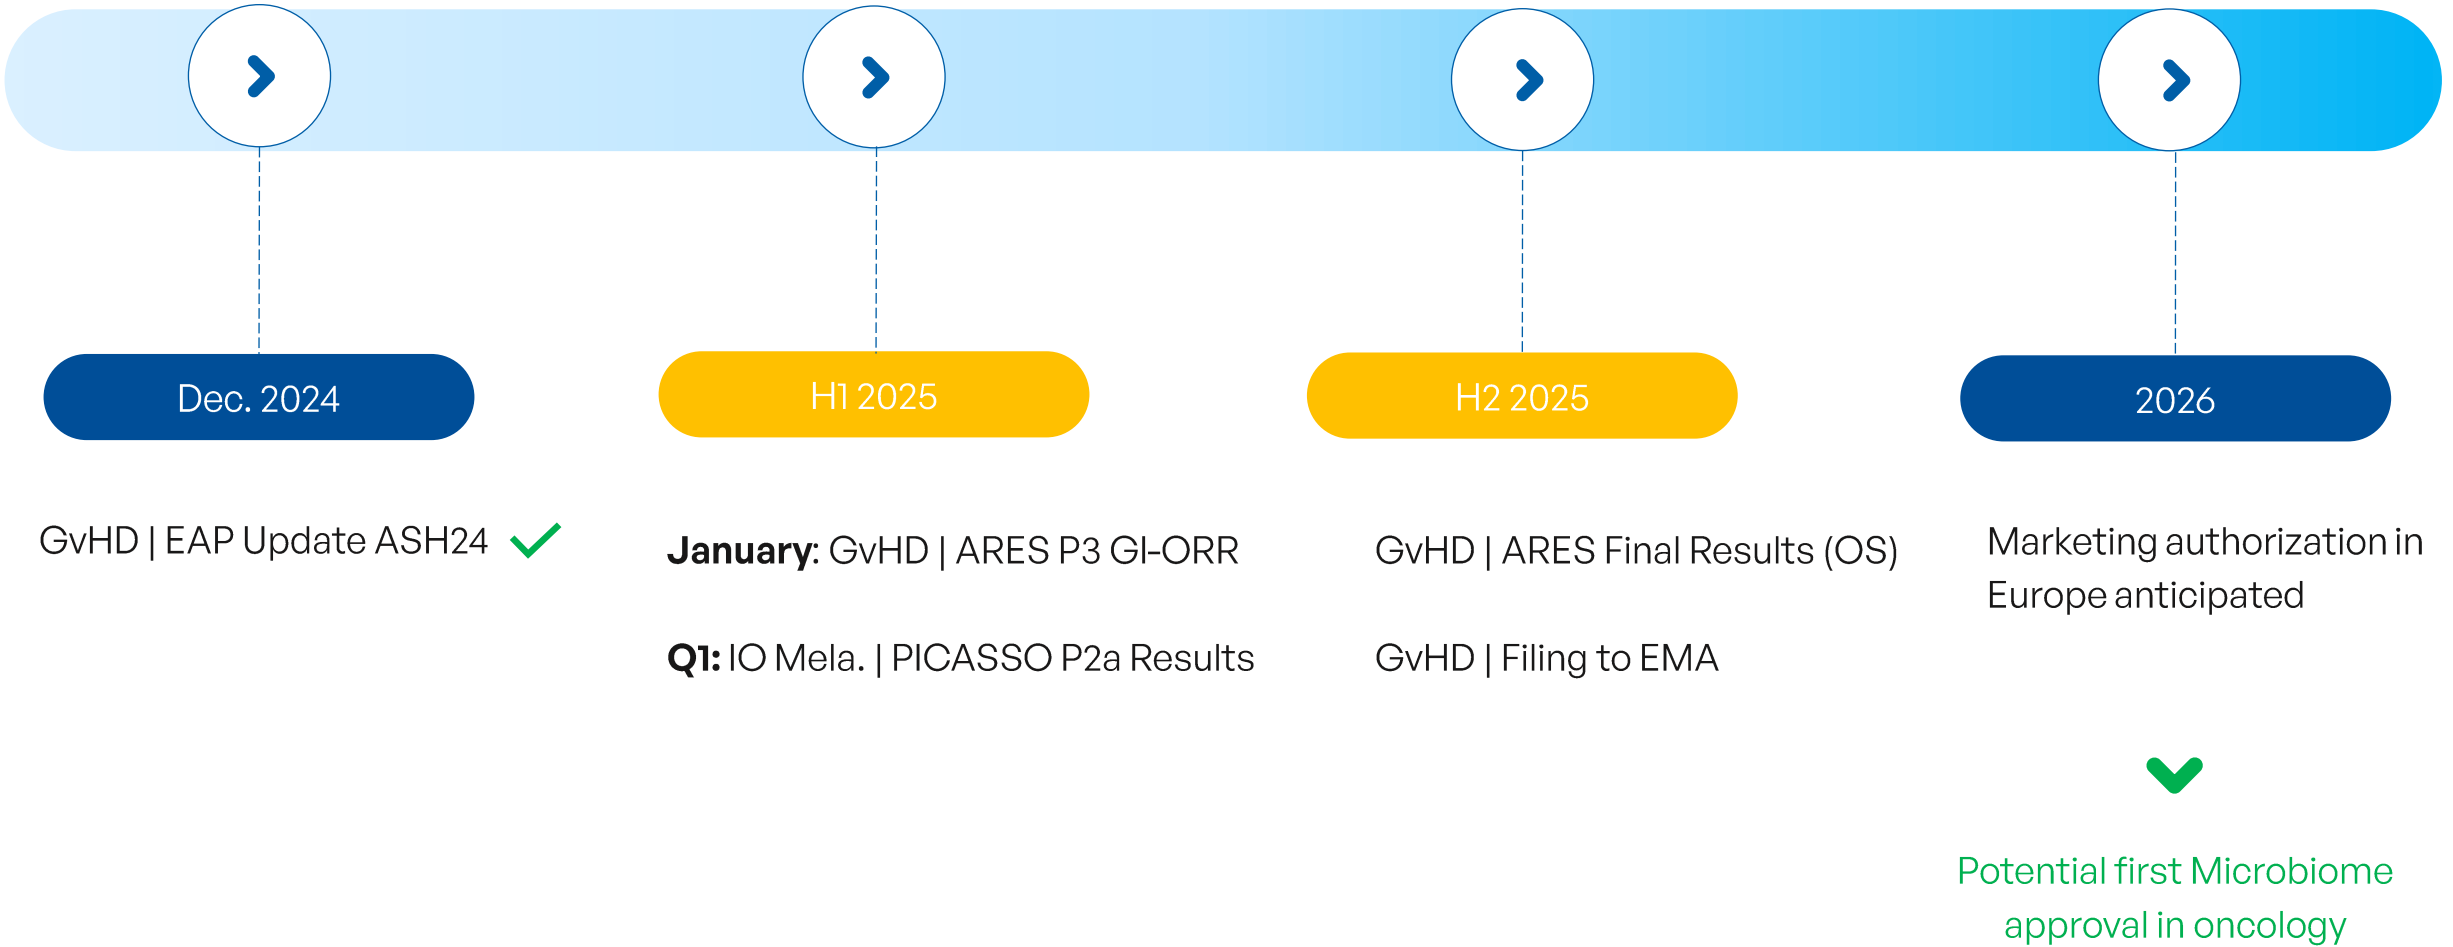 Dec. 2024
GvHD | EAP Update ASH24
H1 2025
January: GvHD | ARES P3 GI-ORR
Q1: IO Mela. | PICASSO P2a Results
H2 2025
GvHD | ARES Final Results (OS)
GvHD | Filing to EMA
2026
Marketing authorization in
Europe anticipated
Potential first Microbiome
approval in oncology